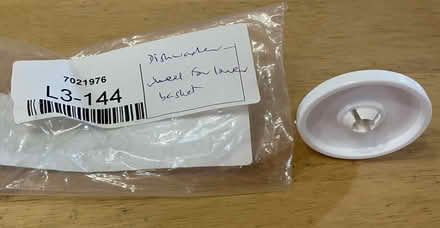 7021976
L3-144
Dishwasher -
wheel for lower
basket